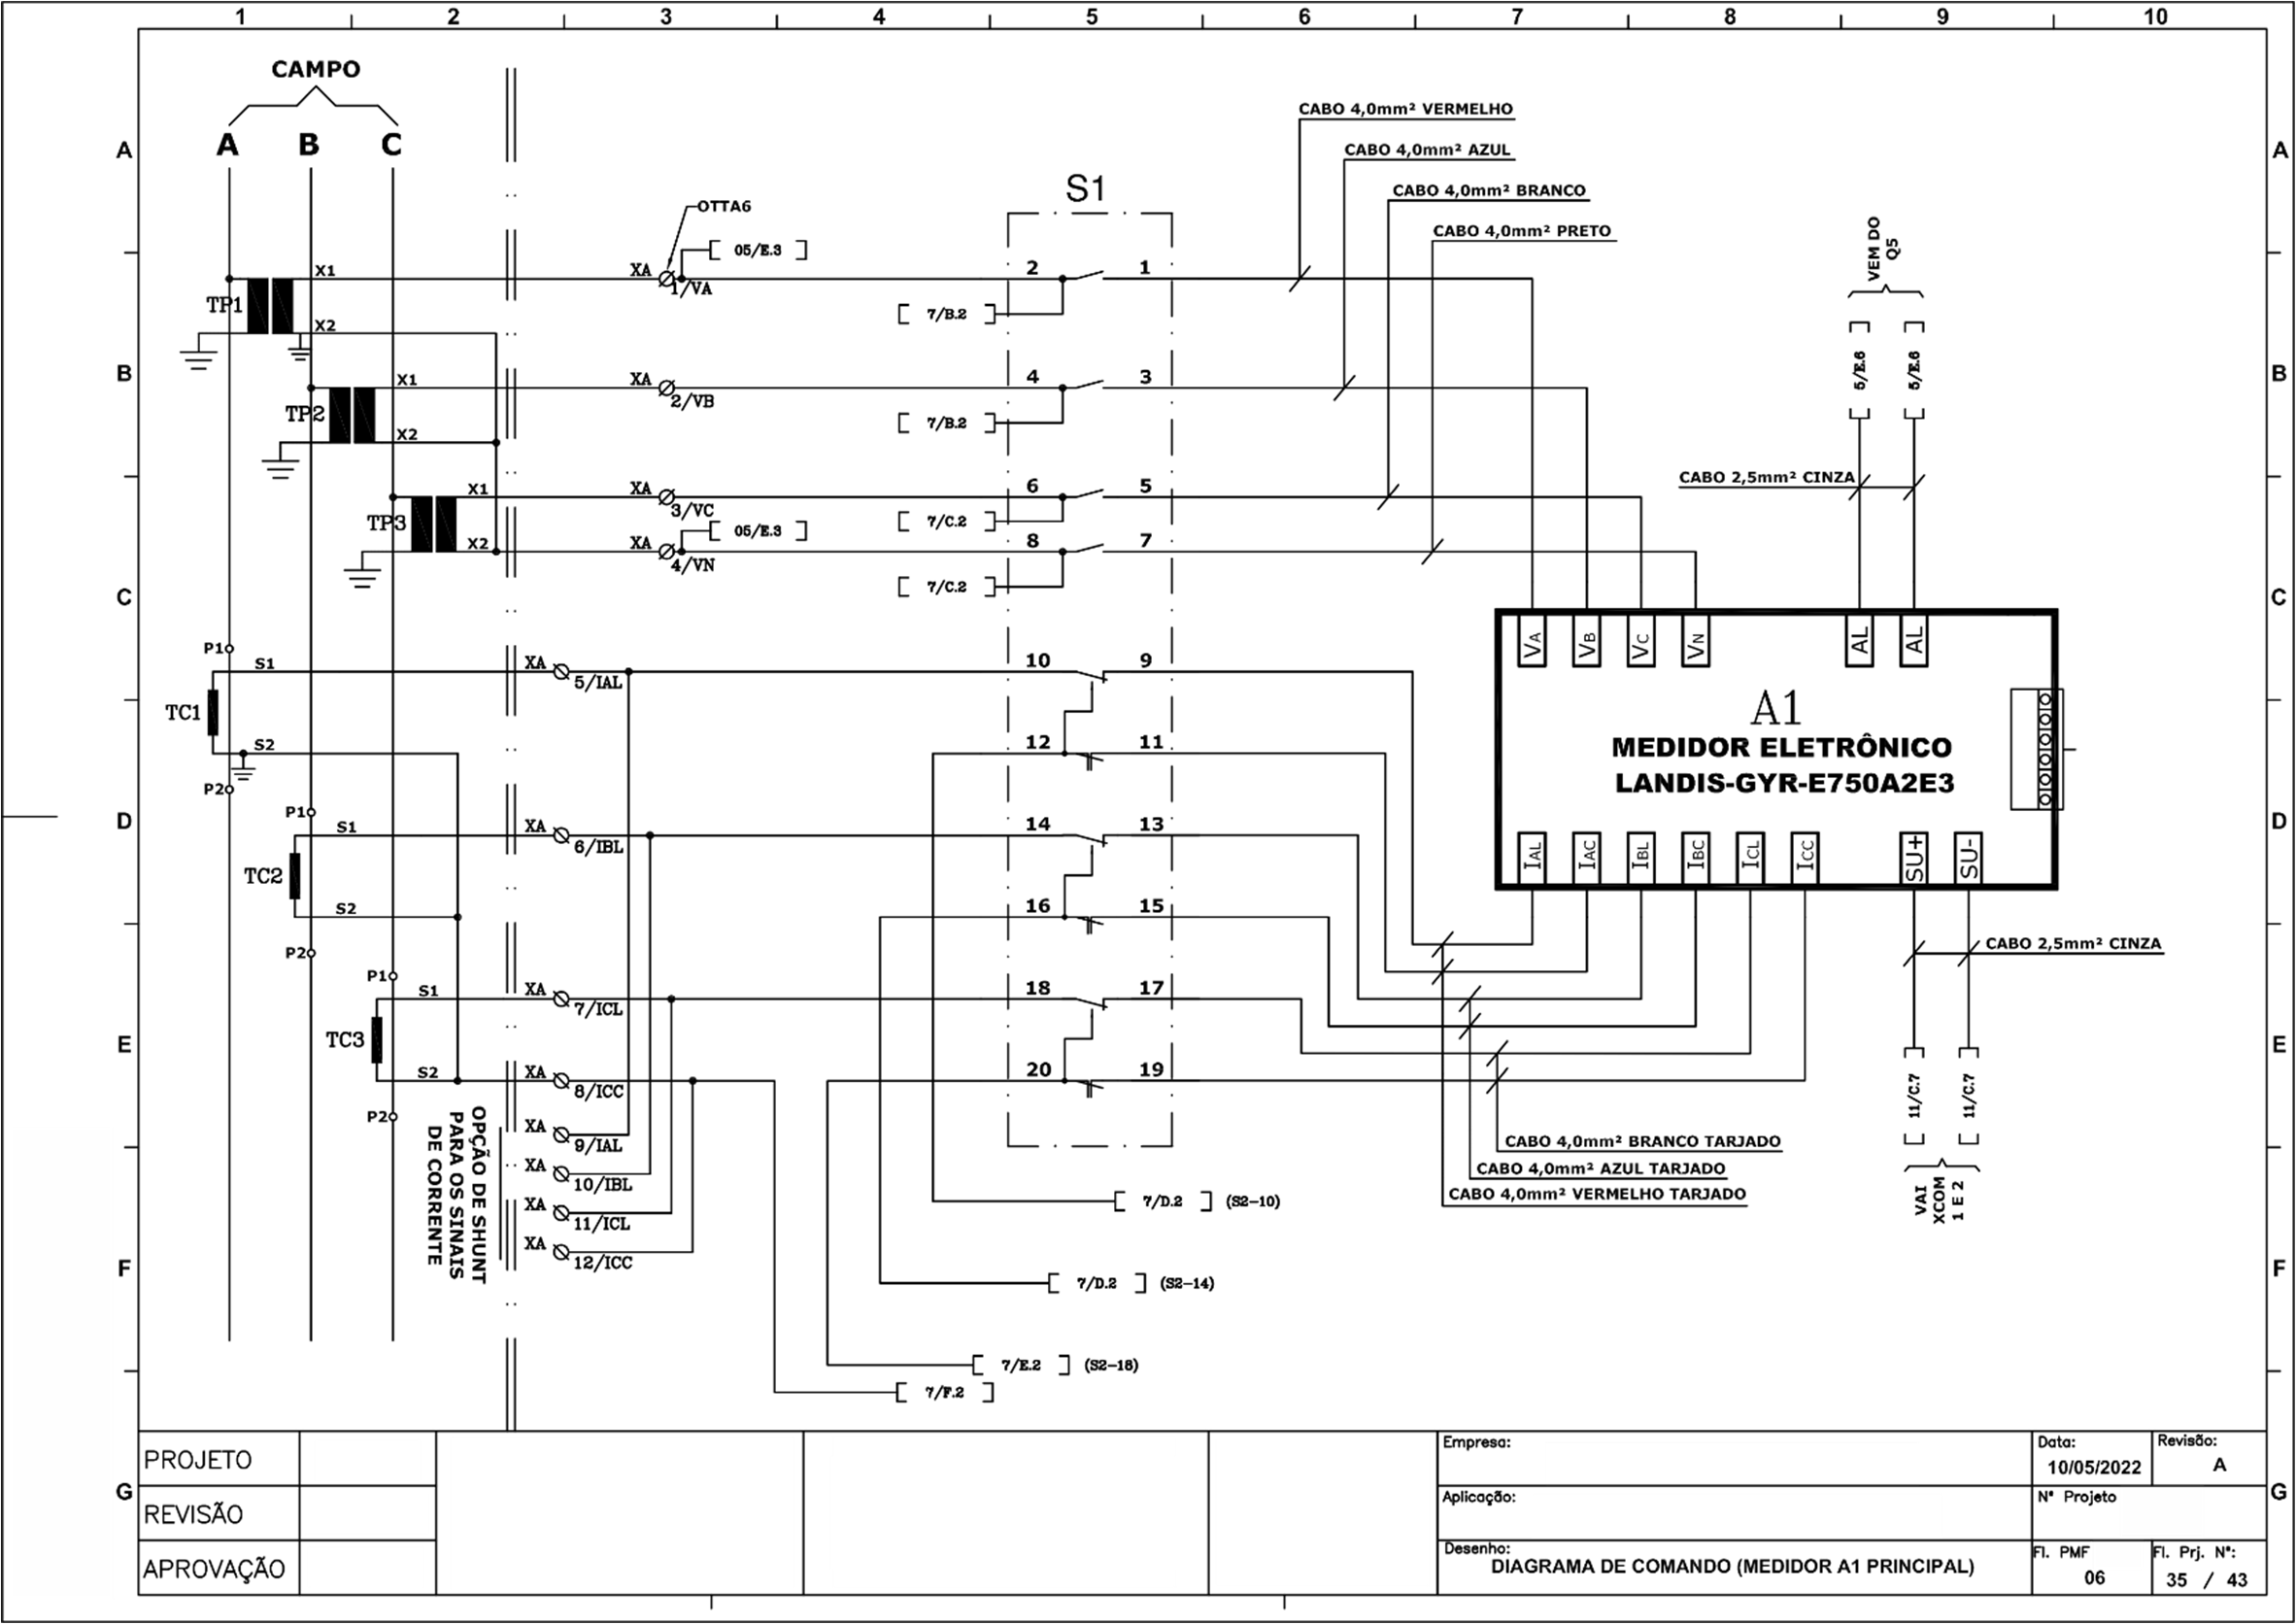 1 2 3 4 5 6 7 8 9 10
CAMPO
A B C
A A
CABO 4,0mm² VERMELHO
CABO 4,0mm² AZUL
CABO 4,0mm² BRANCO
CABO 4,0mm² PRETO
S1
OTTA6
[ 05/E.3 ]
VEM DO
Q5
TP1 X1 XA 1/VA 2 1
[ 7/B.2 ]
X2
B B
TP2 X1 XA 2/VB 4 3
[ 7/B.2 ]
X2
[ 5/E.6 ] [ 5/E.6 ]
CABO 2,5mm² CINZA
TP3 X1 XA 3/VC 6 5
[ 7/C.2 ]
[ 05/E.3 ]
X2 XA 4/VN 8 7
[ 7/C.2 ]
C C
VA VB VC VN AL AL
P1
S1 XA 5/IAL 10 9
TC1
S2 12 11
P2
A1
MEDIDOR ELETRÔNICO
LANDIS-GYR-E750A2E3
P1
D D
S1 XA 6/IBL 14 13
TC2
S2 16 15
P2
IAL IAC IBL IBC ICL ICC SU+ SU-
CABO 2,5mm² CINZA
P1
S1 XA 7/ICL 18 17
TC3
E E
S2 XA 8/ICC 20 19
P2
[ 11/C.7 ] [ 11/C.7 ]
XA 9/IAL
XA 10/IBL
XA 11/ICL
XA 12/ICC
OPÇÃO DE SHUNT
PARA OS SINAIS
DE CORRENTE
CABO 4,0mm² BRANCO TARJADO
CABO 4,0mm² AZUL TARJADO
CABO 4,0mm² VERMELHO TARJADO
VAI
XCOM
1 E 2
[ 7/D.2 ] (S2-10)
F F
[ 7/D.2 ] (S2-14)
[ 7/E.2 ] (S2-18)
[ 7/F.2 ]
G G
PROJETO
REVISÃO
APROVAÇÃO
Empresa:
Aplicação:
Desenho:
DIAGRAMA DE COMANDO (MEDIDOR A1 PRINCIPAL)
Data:
10/05/2022
Revisão:
A
N° Projeto
Fl. PMF
06
Fl. Prj. N°:
35 / 43